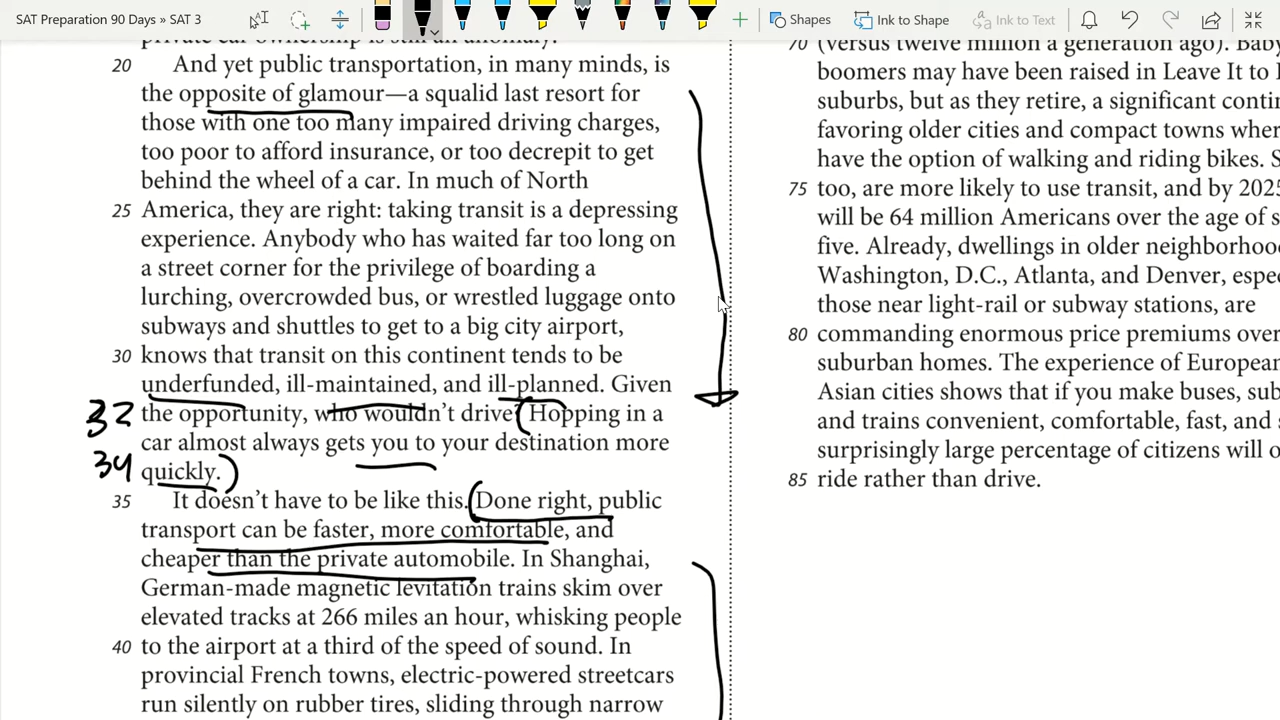 SAT Preparation 90 Days » SAT 3
Shapes
Ink to Shape
Ink to Text
20 And yet public transportation, in many minds, is
the opposite of glamour—a squalid last resort for
those with one too many impaired driving charges,
too poor to afford insurance, or too decrepit to get
behind the wheel of a car. In much of North
25 America, they are right: taking transit is a depressing
experience. Anybody who has waited far too long on
a street corner for the privilege of boarding a
lurching, overcrowded bus, or wrestled luggage onto
subways and shuttles to get to a big city airport,
30 knows that transit on this continent tends to be
underfunded, ill-maintained, and ill-planned. Given
32 the opportunity, who wouldn't drive? (Hopping in a
car almost always gets you to your destination more
34 quickly.)
35 It doesn't have to be like this. (Done right, public
transport can be faster, more comfortable, and
cheaper than the private automobile. In Shanghai,
German-made magnetic levitation trains skim over
elevated tracks at 266 miles an hour, whisking people
40 to the airport at a third of the speed of sound. In
provincial French towns, electric-powered streetcars
run silently on rubber tires, sliding through narrow
70 (versus twelve million a generation ago). Baby
boomers may have been raised in Leave It to
suburbs, but as they retire, a significant
favoring older cities and compact towns
have the option of walking and riding bikes.
75 too, are more likely to use transit, and by 2025
will be 64 million Americans over the age of
five. Already, dwellings in older
Washington, D.C., Atlanta, and Denver,
those near light-rail or subway stations, are
80 commanding enormous price premiums over
suburban homes. The experience of
Asian cities shows that if you make buses,
and trains convenient, comfortable, fast, and
surprisingly large percentage of citizens will
85 ride rather than drive.